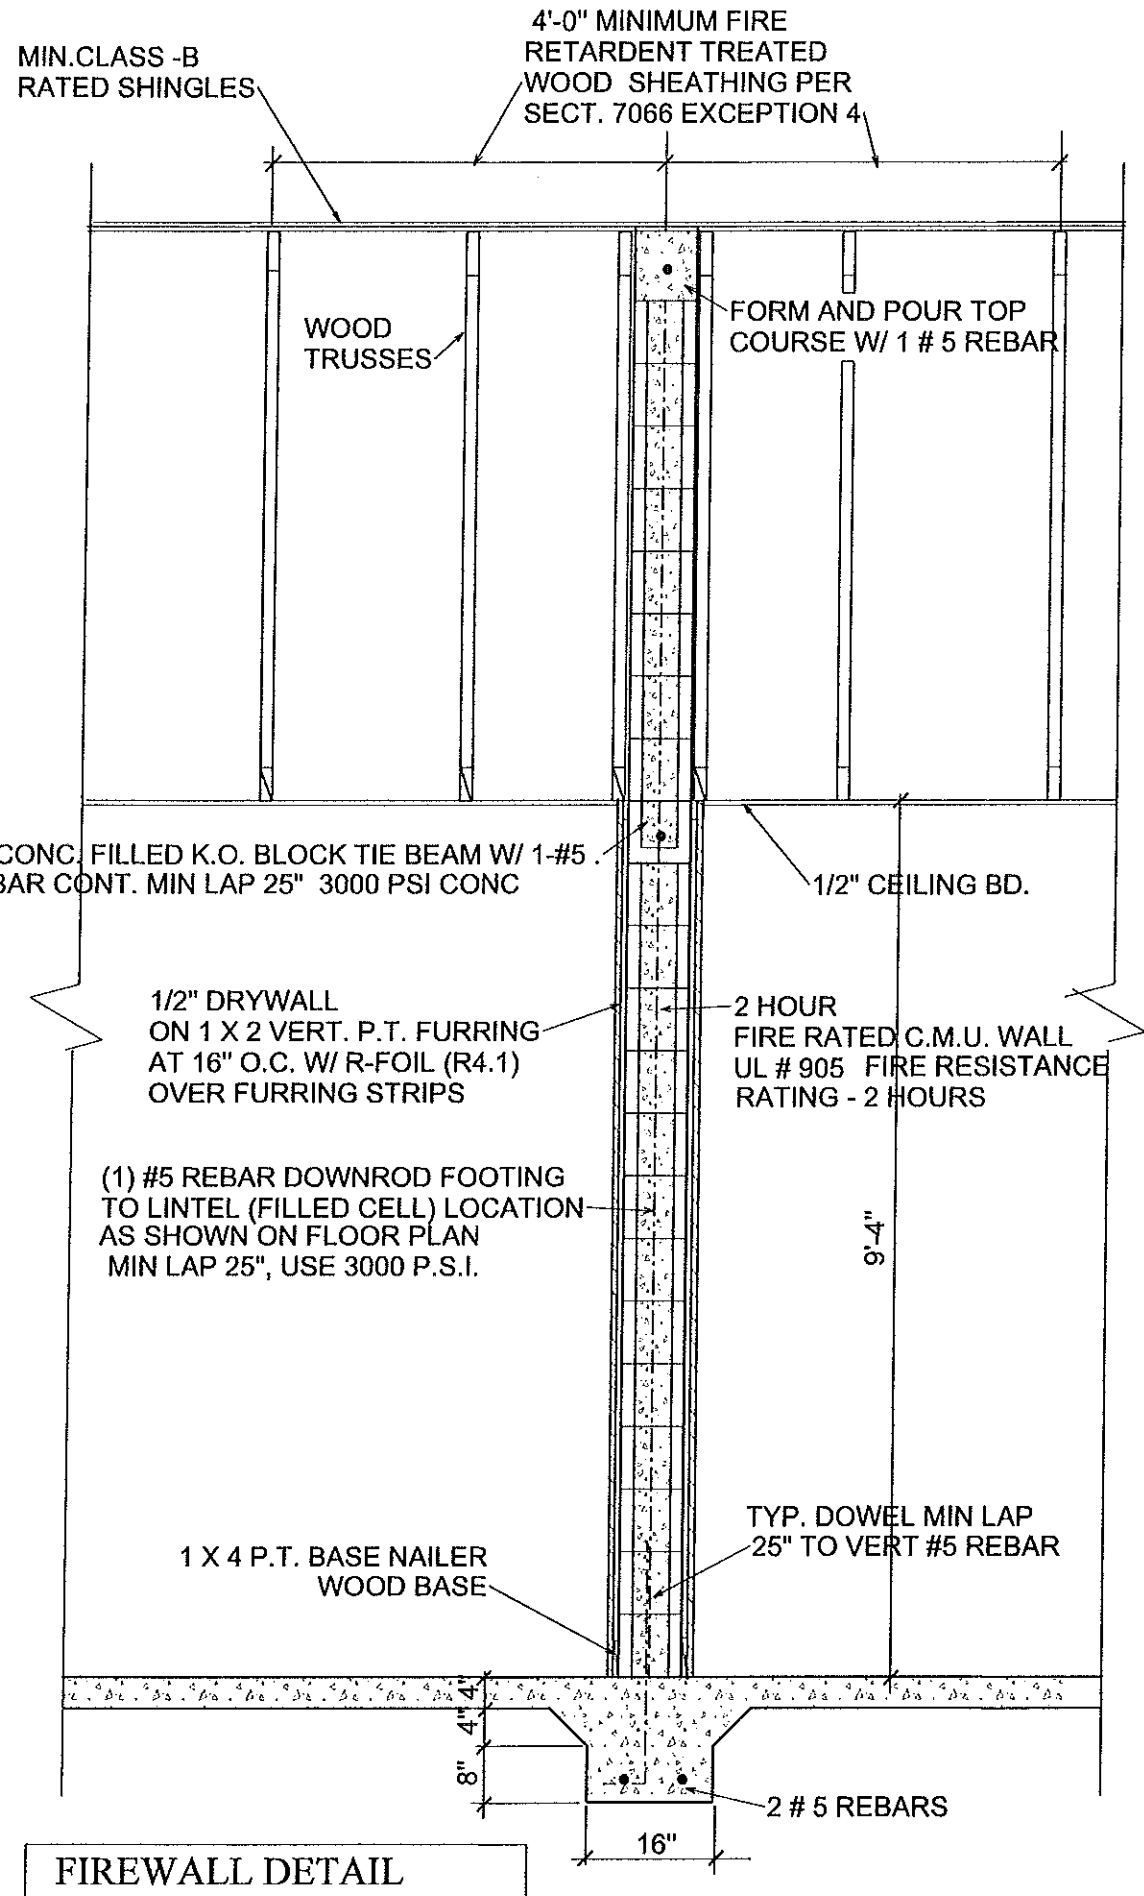 4'-0" MINIMUM FIRE
RETARDENT TREATED
WOOD SHEATHING PER
SECT. 7066 EXCEPTION 4
MIN.CLASS -B
RATED SHINGLES
WOOD
TRUSSES
FORM AND POUR TOP
COURSE W/ 1 # 5 REBAR
CONC. FILLED K.O. BLOCK TIE BEAM W/ 1-#5
BAR CONT. MIN LAP 25" 3000 PSI CONC
1/2" CEILING BD.
1/2" DRYWALL
ON 1 X 2 VERT. P.T. FURRING
AT 16" O.C. W/ R-FOIL (R4.1)
OVER FURRING STRIPS
2 HOUR
FIRE RATED C.M.U. WALL
UL # 905 FIRE RESISTANCE
RATING - 2 HOURS
(1) #5 REBAR DOWNROD FOOTING
TO LINTEL (FILLED CELL) LOCATION
AS SHOWN ON FLOOR PLAN
MIN LAP 25", USE 3000 P.S.I.
9'-4"
TYP. DOWEL MIN LAP
25" TO VERT #5 REBAR
1 X 4 P.T. BASE NAILER
WOOD BASE
4"
4"
8"
2 # 5 REBARS
16"
FIREWALL DETAIL